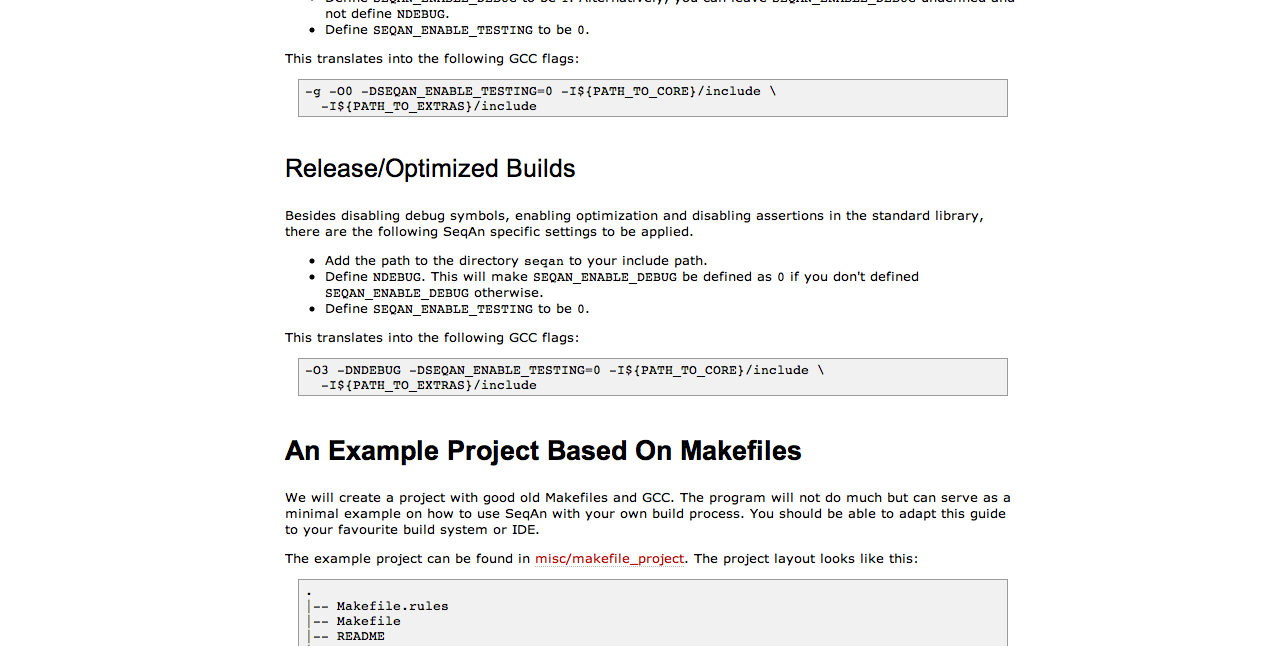 not define NDEBUG.
• Define SEQAN_ENABLE_TESTING to be 0.
This translates into the following GCC flags:
-g -O0 -DSEQAN_ENABLE_TESTING=0 -I${PATH_TO_CORE}/include \
-I${PATH_TO_EXTRAS}/include
Release/Optimized Builds
Besides disabling debug symbols, enabling optimization and disabling assertions in the standard library,
there are the following SeqAn specific settings to be applied.
• Add the path to the directory seqan to your include path.
• Define NDEBUG. This will make SEQAN_ENABLE_DEBUG be defined as 0 if you don't defined
SEQAN_ENABLE_DEBUG otherwise.
• Define SEQAN_ENABLE_TESTING to be 0.
This translates into the following GCC flags:
-O3 -DNDEBUG -DSEQAN_ENABLE_TESTING=0 -I${PATH_TO_CORE}/include \
-I${PATH_TO_EXTRAS}/include
An Example Project Based On Makefiles
We will create a project with good old Makefiles and GCC. The program will not do much but can serve as a
minimal example on how to use SeqAn with your own build process. You should be able to adapt this guide
to your favourite build system or IDE.
The example project can be found in misc/makefile_project. The project layout looks like this:
.
|-- Makefile.rules
|-- Makefile
|-- README